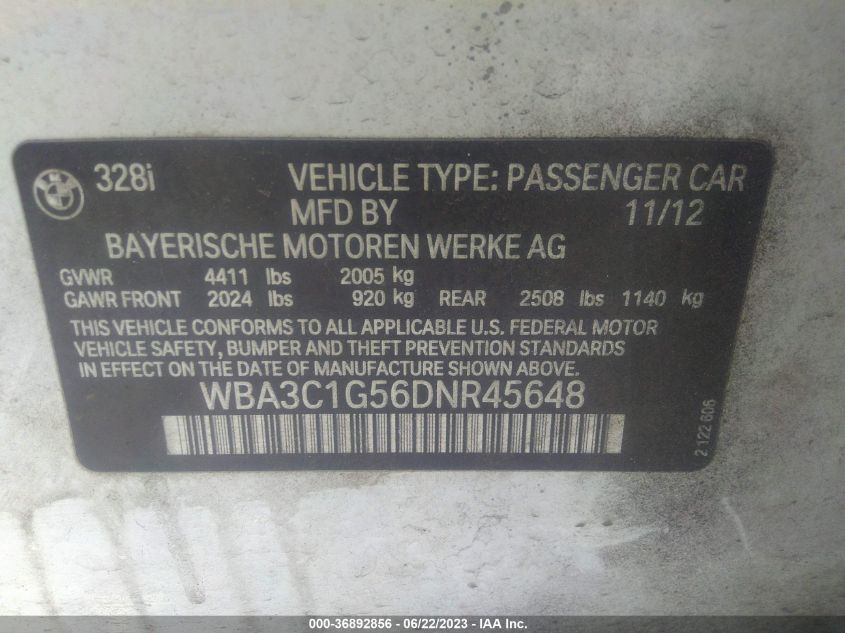 328i VEHICLE TYPE: PASSENGER CAR
MFD BY 11/12
BAYERISCHE MOTOREN WERKE AG
GVWR 4411 lbs 2005 kg
GAWR FRONT 2024 lbs 920 kg REAR 2508 lbs 1140 kg
THIS VEHICLE CONFORMS TO ALL APPLICABLE U.S. FEDERAL MOTOR
VEHICLE SAFETY, BUMPER AND THEFT PREVENTION STANDARDS
IN EFFECT ON THE DATE OF MANUFACTURE SHOWN ABOVE.
WBA3C1G56DNR45648
2 122 606
000-36892856 - 06/22/2023 - IAA Inc.